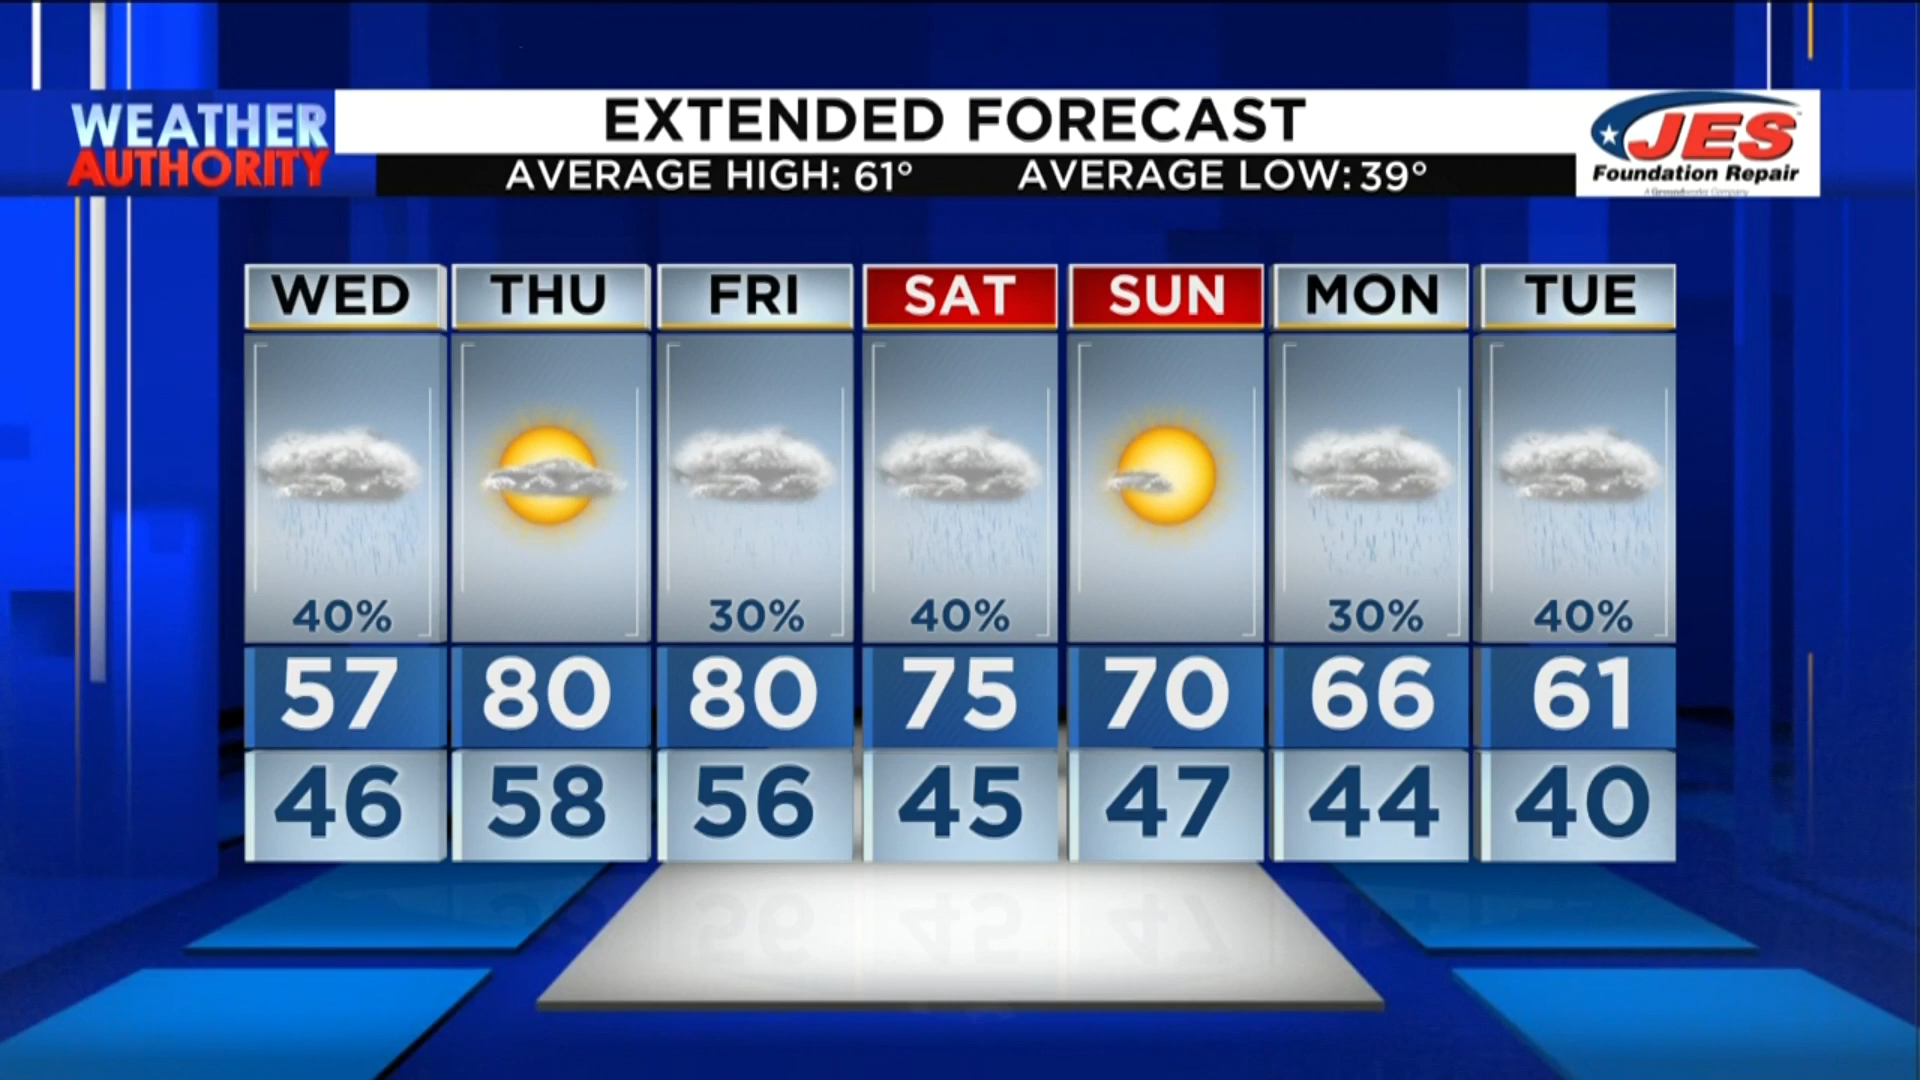 WEATHER
AUTHORITY
EXTENDED FORECAST
AVERAGE HIGH: 61° AVERAGE LOW: 39°
JES
Foundation Repair
A Groundworks Company
WED THU FRI SAT SUN MON TUE
40% 30% 40% 30% 40%
57 80 80 75 70 66 61
46 58 56 45 47 44 40